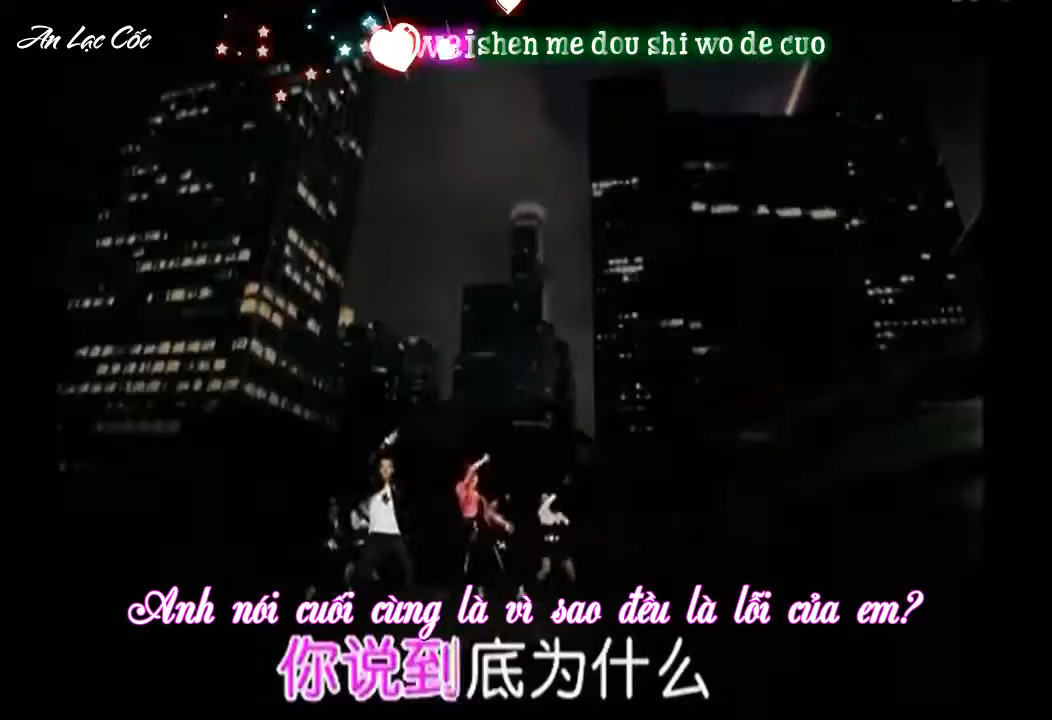 An Lạc Cốc
weishen me dou shi wo de cuo
Anh nói cuối cùng là vì sao đều là lỗi của em?
你说到底为什么